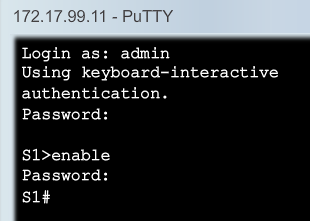 172.17.99.11 - PuTTY
Login as: admin
Using keyboard-interactive
authentication.
Password:
S1>enable
Password:
S1#